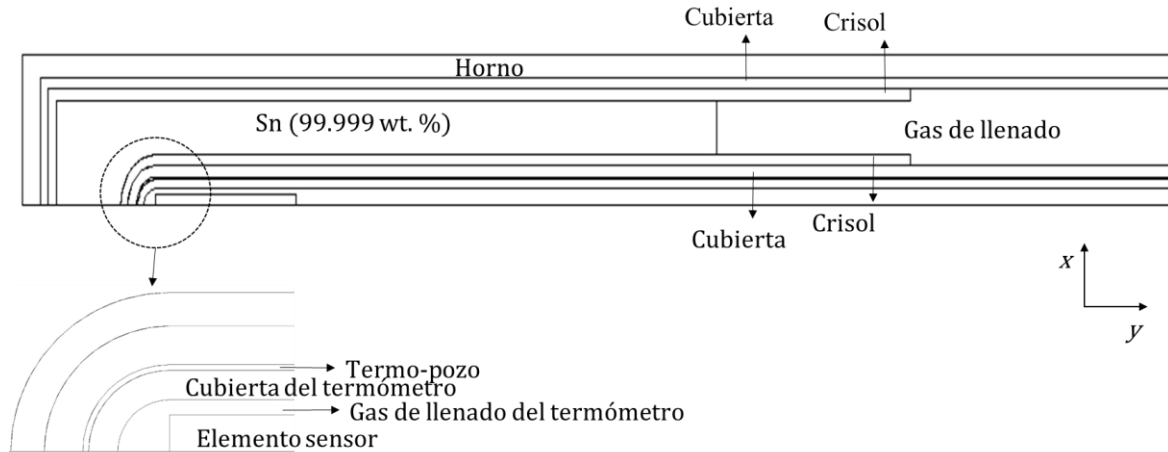 Cubierta
Crisol
Horno
Sn (99.999 wt. %)
Gas de llenado
Crisol
Cubierta
x
y
Termo-pozo
Cubierta del termómetro
Gas de llenado del termómetro
Elemento sensor